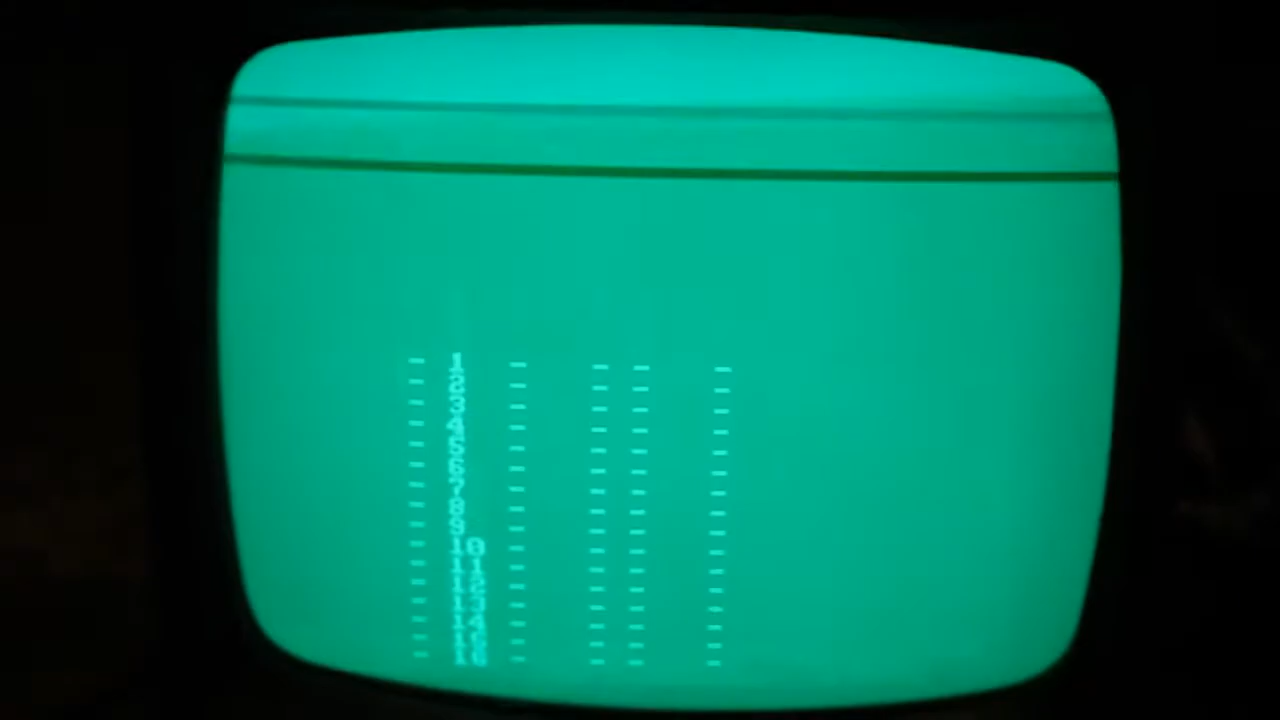 - 1 - - - -
- 2 - - - -
- 3 - - - -
- 4 - - - -
- 5 - - - -
- 6 - - - -
- 7 - - - -
- 8 - - - -
- 9 - - - -
- 10 - - - -
- 11 - - - -
- 12 - - - -
- 13 - - - -
- 14 - - - -
- 15 - - - -
- 16 - - - -